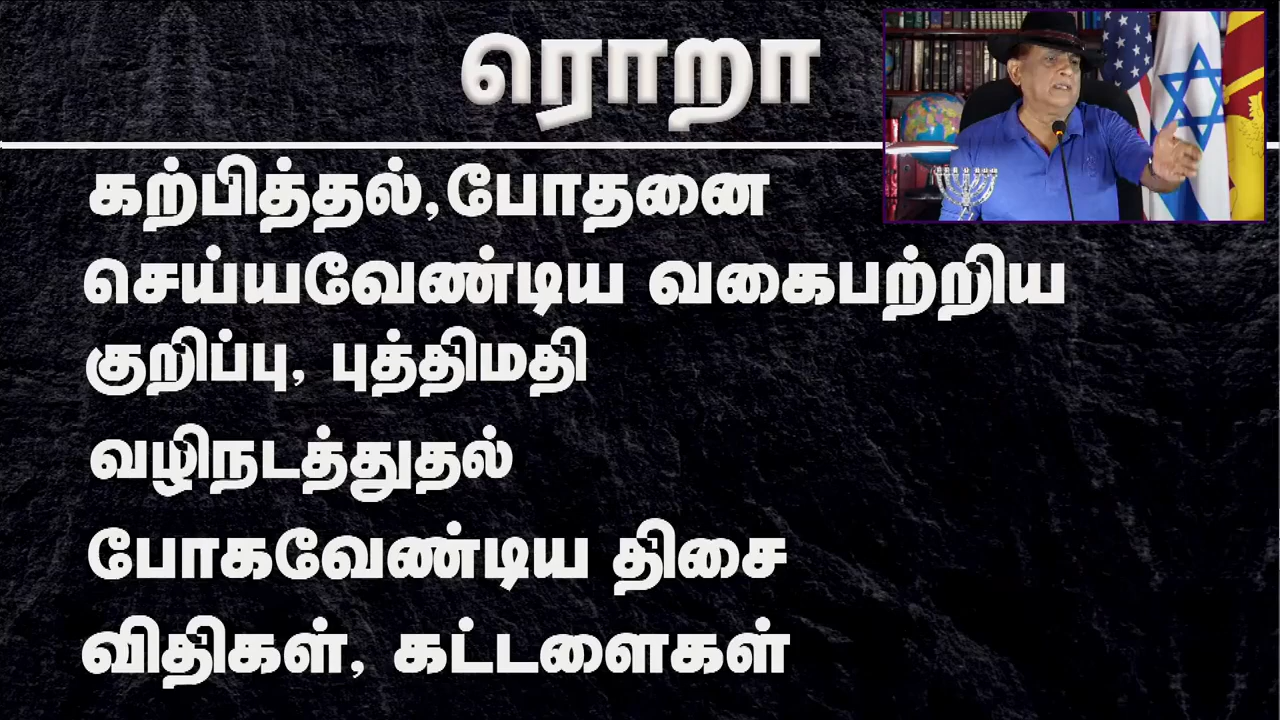 ரொறா
கற்பித்தல்,போதனை
செய்யவேண்டிய வகைபற்றிய
குறிப்பு, புத்திமதி
வழிநடத்துதல்
போகவேண்டிய திசை
விதிகள், கட்டளைகள்